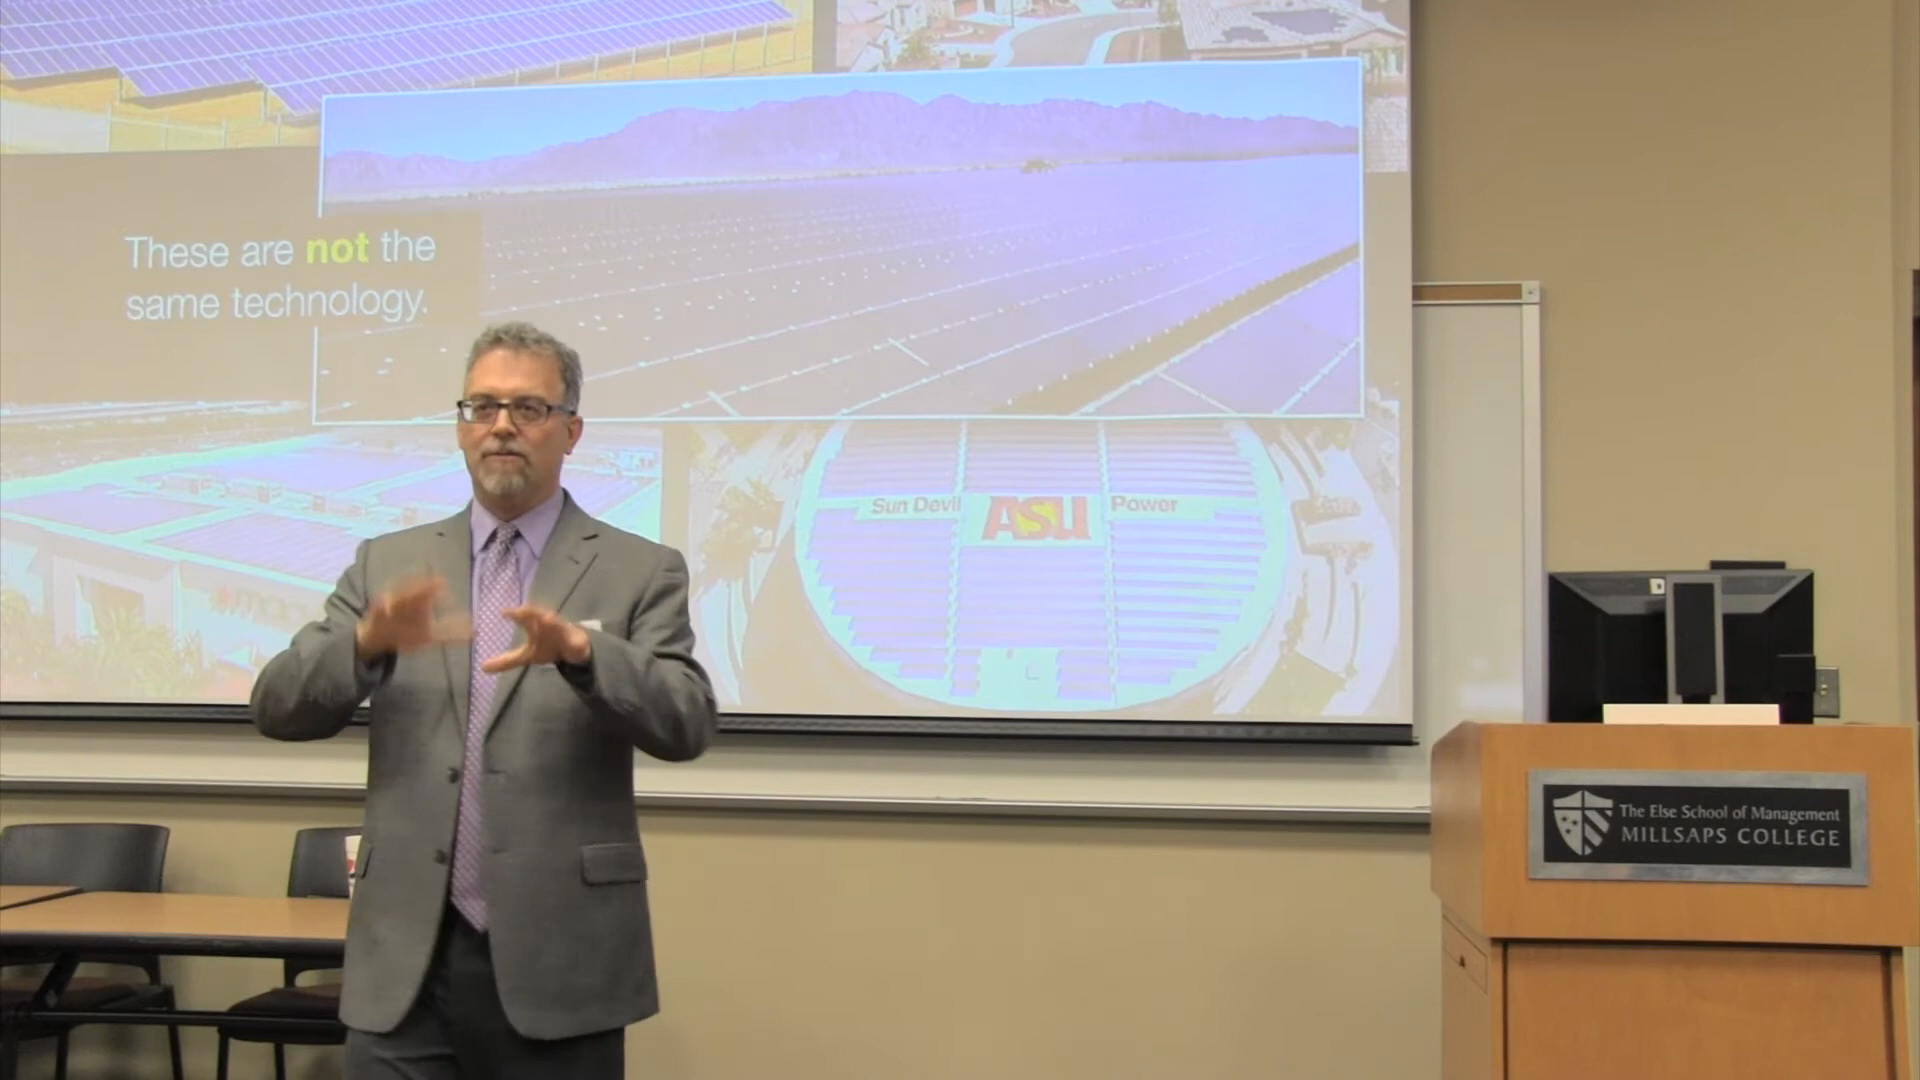 These are not the
same technology.
Sun Devil ASU Power
The Else School of Management
MILLSAPS COLLEGE